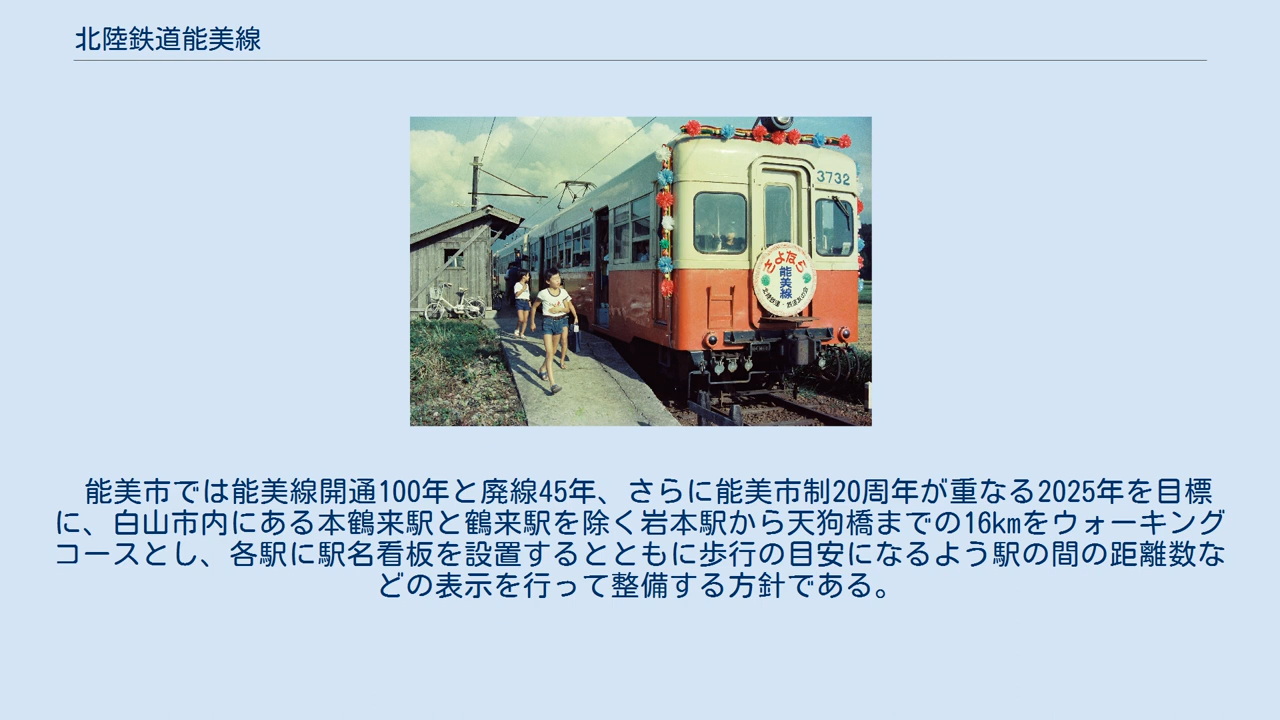 北陸鉄道能美線
3732
さよなら
能美線
能美市では能美線開通100年と廃線45年、さらに能美市制20周年が重なる2025年を目標
に、白山市内にある本鶴来駅と鶴来駅を除く岩本駅から天狗橋までの16kmをウォーキング
コースとし、各駅に駅名看板を設置するとともに歩行の目安になるよう駅の間の距離数な
どの表示を行って整備する方針である。